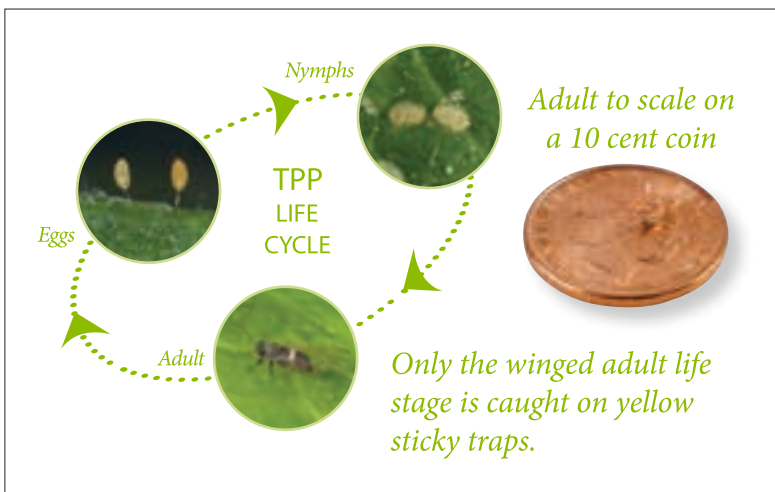 Nymphs
Adult to scale on
a 10 cent coin
TPP
LIFE
CYCLE
Eggs
Adult
Only the winged adult life
stage is caught on yellow
sticky traps.